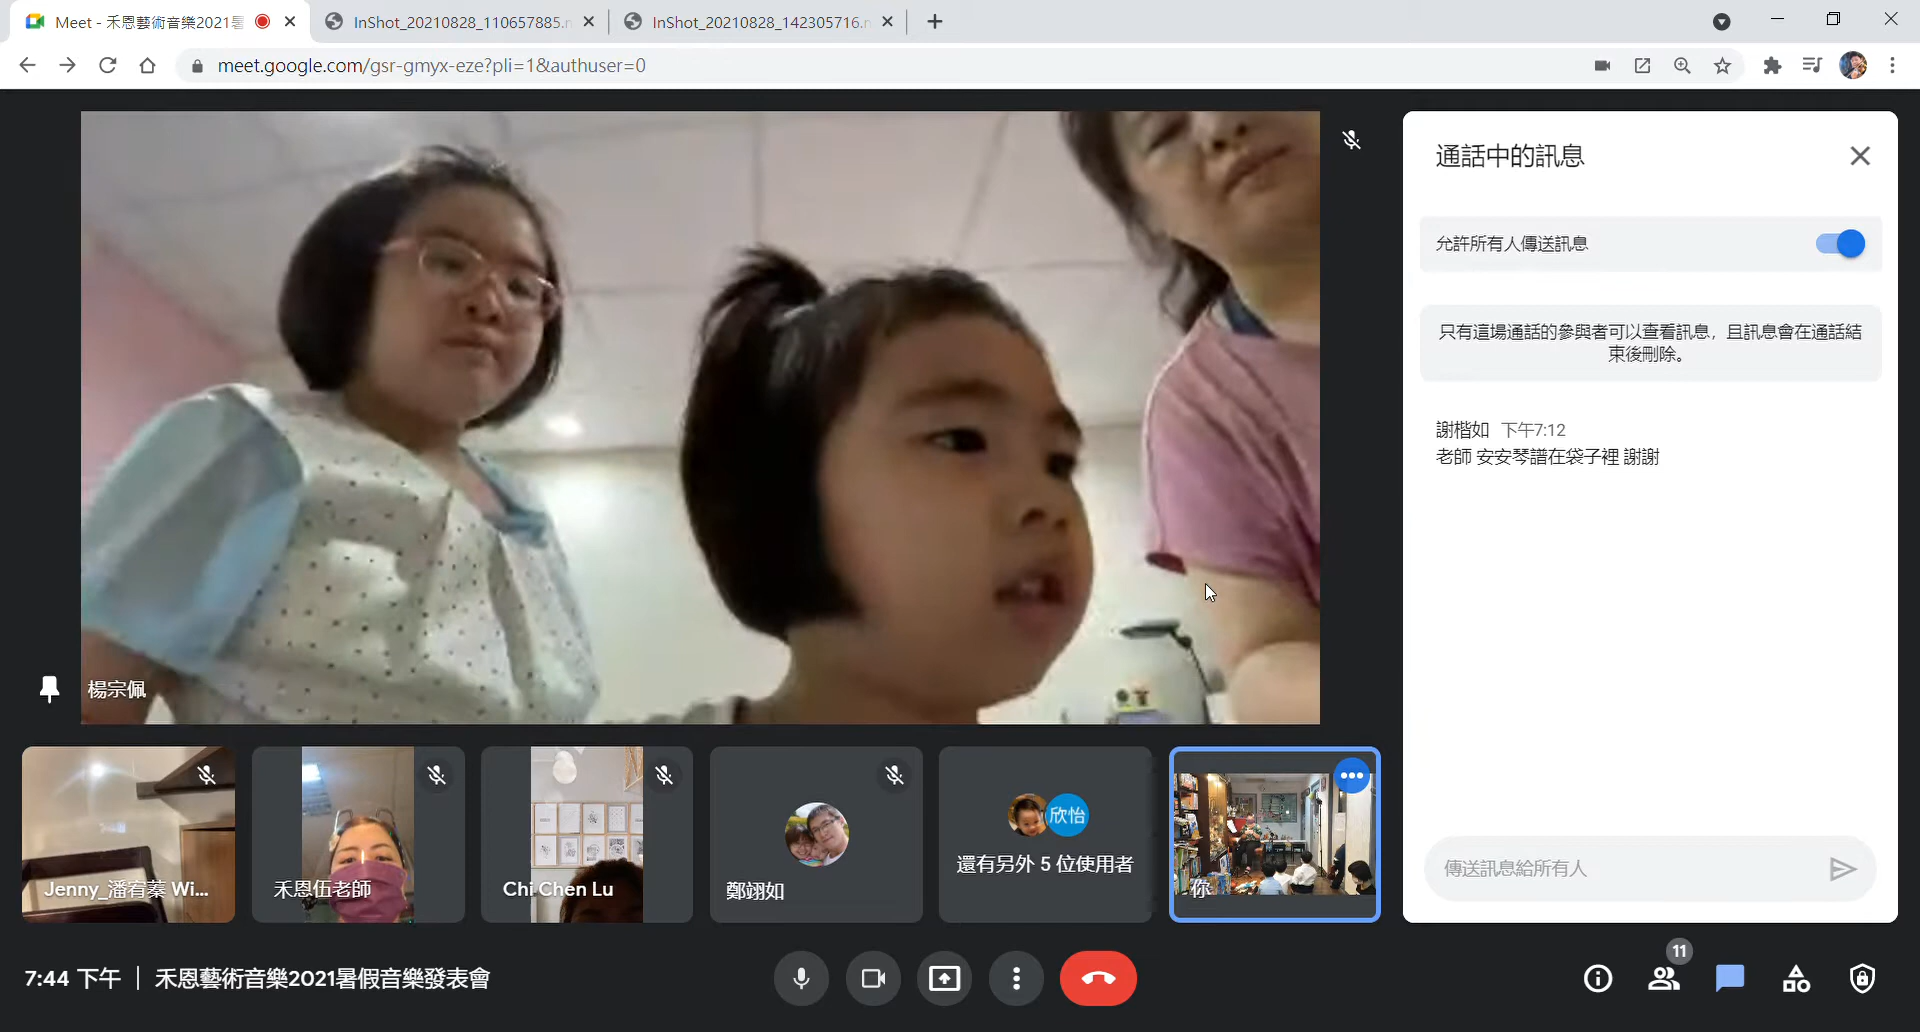 Meet - 禾恩藝術音樂2021暑
InShot_20210828_110657885.n
InShot_20210828_142305716.n
meet.google.com/gsr-gmyx-eze?pli=1&authuser=0
通話中的訊息
允許所有人傳送訊息
只有這場通話的參與者可以查看訊息，且訊息會在通話結
束後刪除。
謝楷如 下午7:12
老師 安安琴譜在袋子裡 謝謝
楊宗佩
Jenny_潘宥蓁 Wi...
禾恩伍老師
Chi Chen Lu
鄭翊如
欣怡
還有另外 5 位使用者
你
傳送訊息給所有人
7:44 下午 | 禾恩藝術音樂2021暑假音樂發表會
11